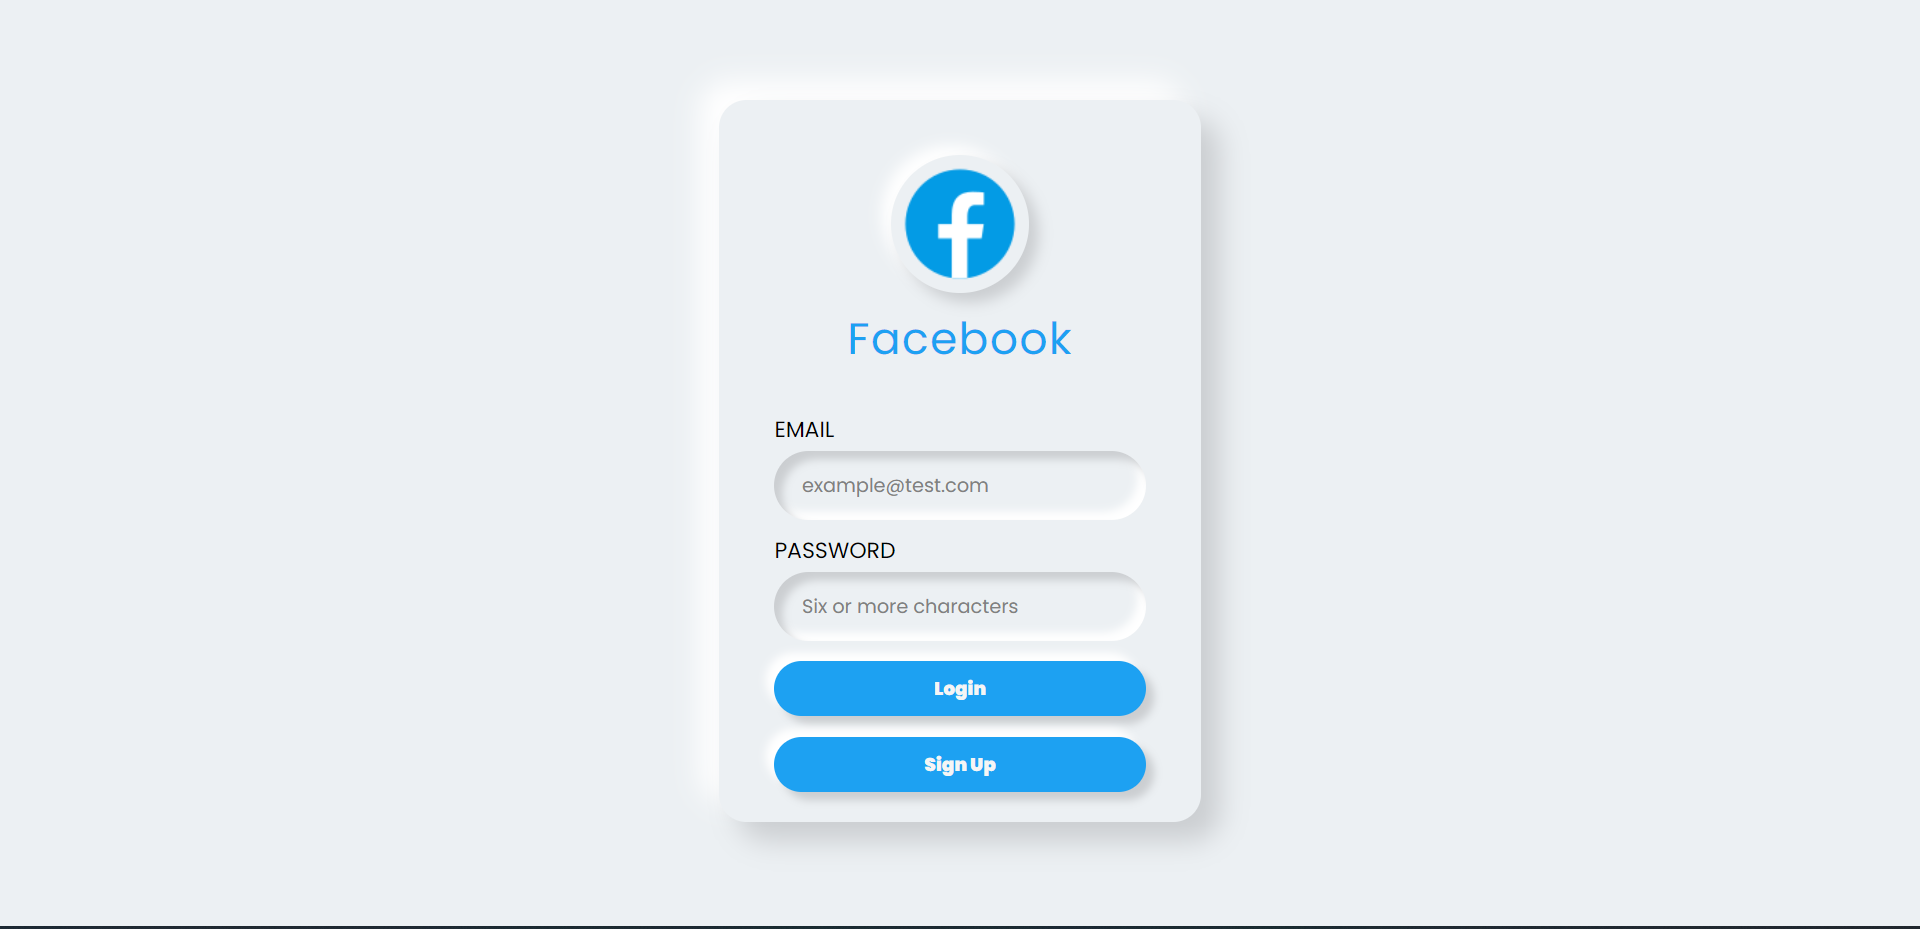 Facebook
EMAIL
example@test.com
PASSWORD
Six or more characters
Login
Sign Up